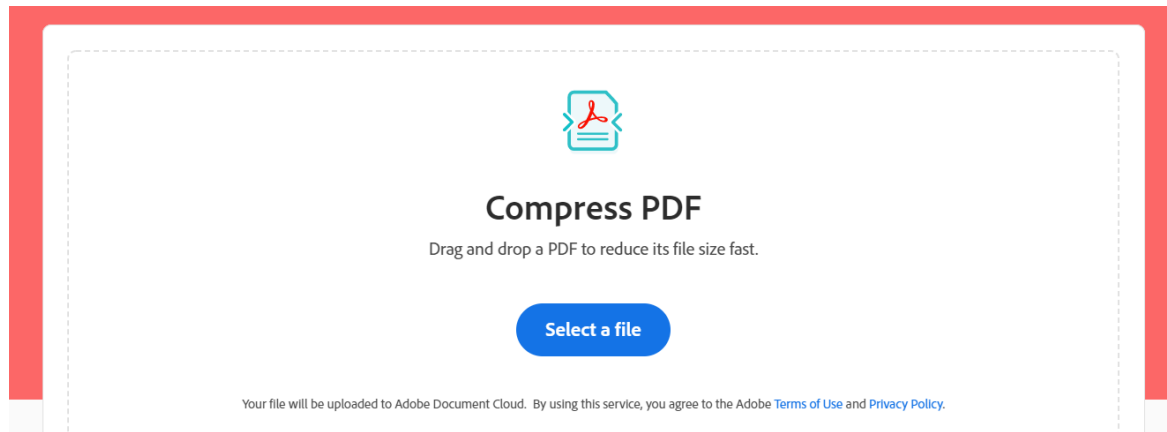 Compress PDF
Drag and drop a PDF to reduce its file size fast.
Select a file
Your file will be uploaded to Adobe Document Cloud.  By using this service, you agree to the Adobe Terms of Use and Privacy Policy.